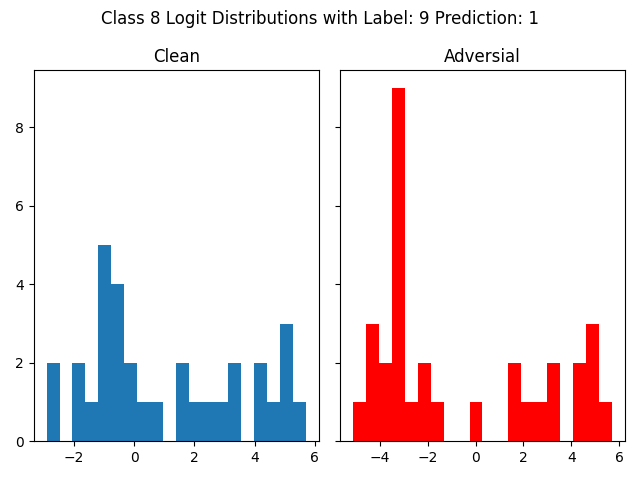 Class 8 Logit Distributions with Label: 9 Prediction: 1
Clean
Adversial
8
6
4
2
0
−2 0 2 4 6
−4 −2 0 2 4 6